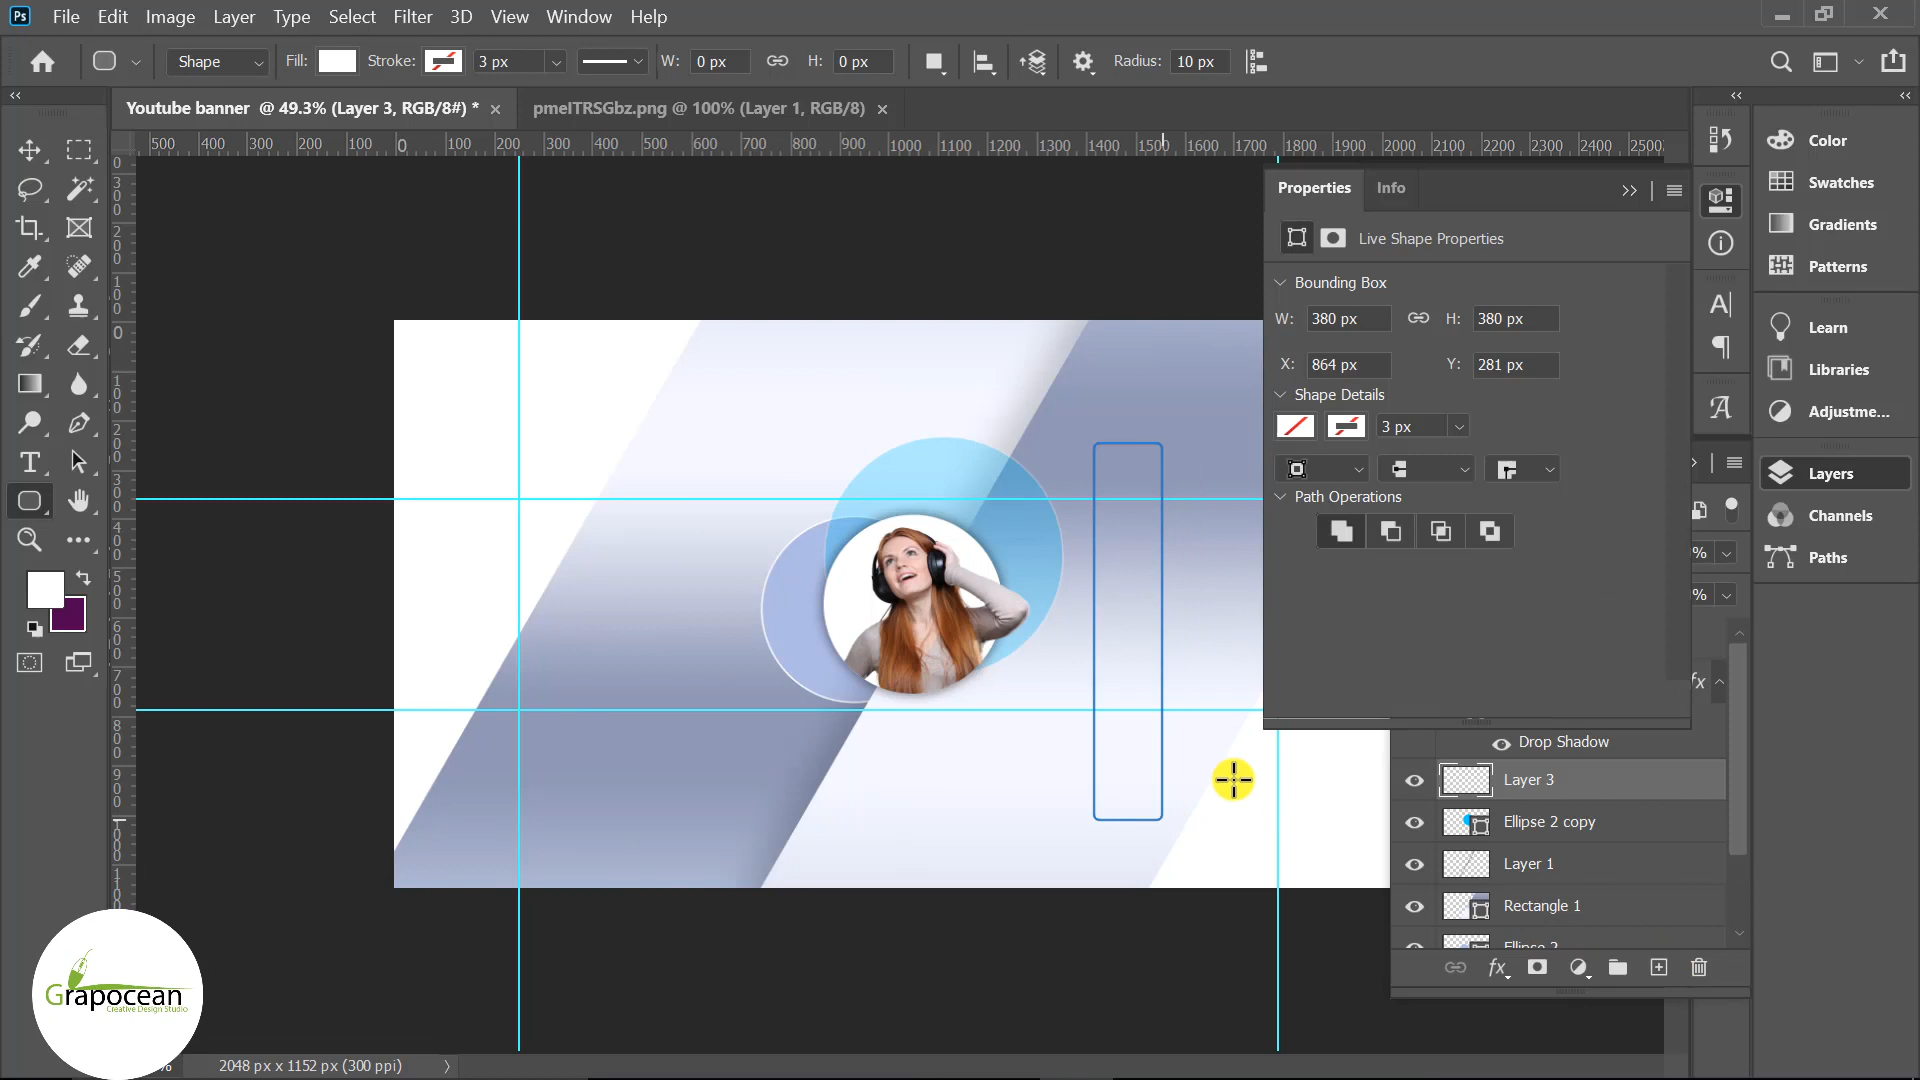 Ps File Edit Image Layer Type Select Filter 3D View Window Help
Shape Fill: Stroke: 3 px W: 0 px H: 0 px Radius: 10 px
Youtube banner @ 49.3% (Layer 3, RGB/8#) * pmeITRSGbz.png @ 100% (Layer 1, RGB/8)
500 400 300 200 100 0 100 200 300 400 500 600 700 800 900 1000 1100 1200 1300 1400 1500 1600 1700 1800 1900 2000 2100 2200 2300 2400 2500
Properties Info
Live Shape Properties
Bounding Box
W: 380 px H: 380 px
X: 864 px Y: 281 px
Shape Details
3 px
Path Operations
Color
Swatches
Gradients
Patterns
Learn
Libraries
Adjustme...
Layers
Channels
Paths
%
%
fx
Drop Shadow
Layer 3
Ellipse 2 copy
Layer 1
Rectangle 1
Ellipse 2
fx
Grapocean
Creative Design Studio
% 2048 px x 1152 px (300 ppi)